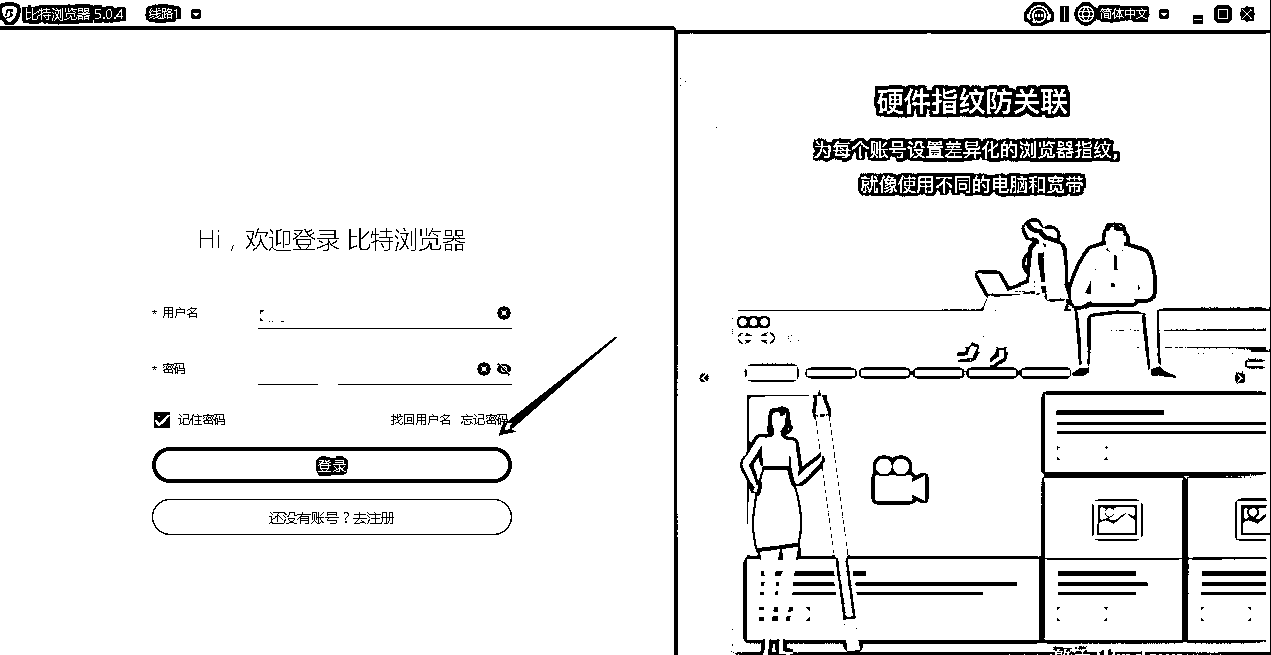 比特浏览器 5.0.4 线路1
简体中文
Hi，欢迎登录 比特浏览器
* 用户名
* 密码
记住密码 找回用户名 忘记密码
登录
还没有账号？去注册
硬件指纹防关联
为每个账号设置差异化的浏览器指纹,
就像使用不同的电脑和宽带